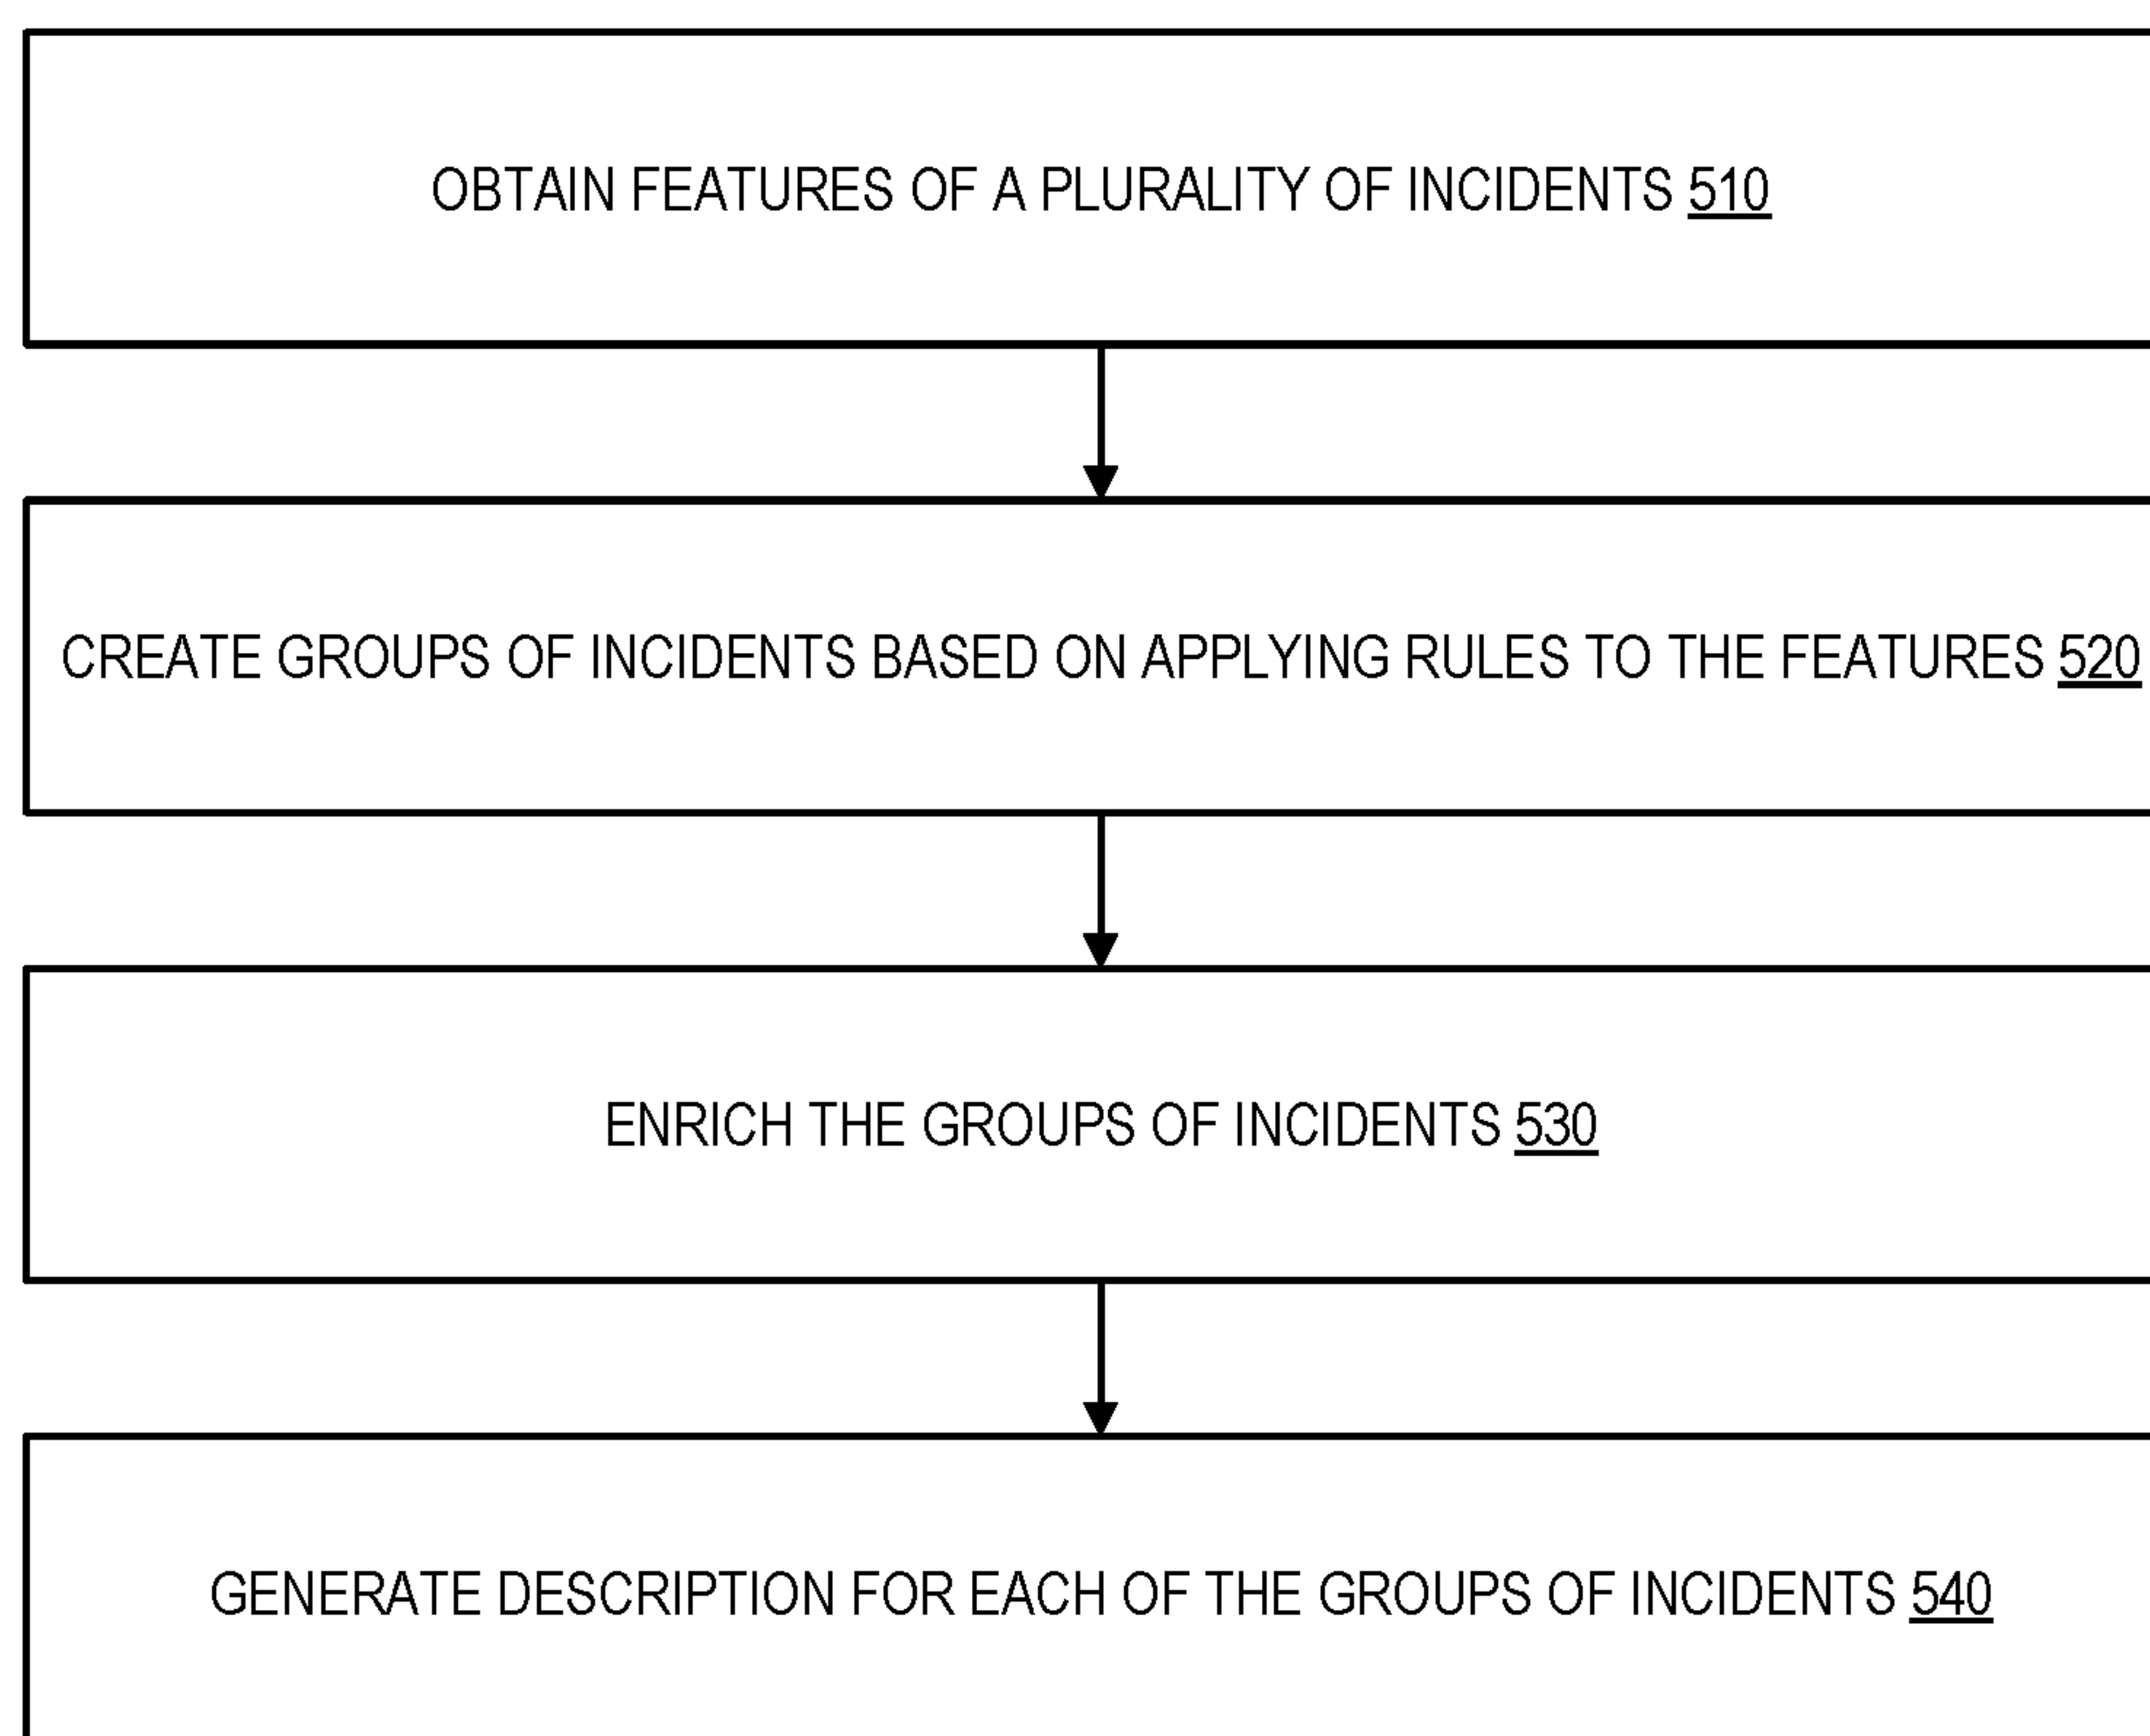 OBTAIN FEATURES OF A PLURALITY OF INCIDENTS 510
CREATE GROUPS OF INCIDENTS BASED ON APPLYING RULES TO THE FEATURES 520
ENRICH THE GROUPS OF INCIDENTS 530
GENERATE DESCRIPTION FOR EACH OF THE GROUPS OF INCIDENTS 540